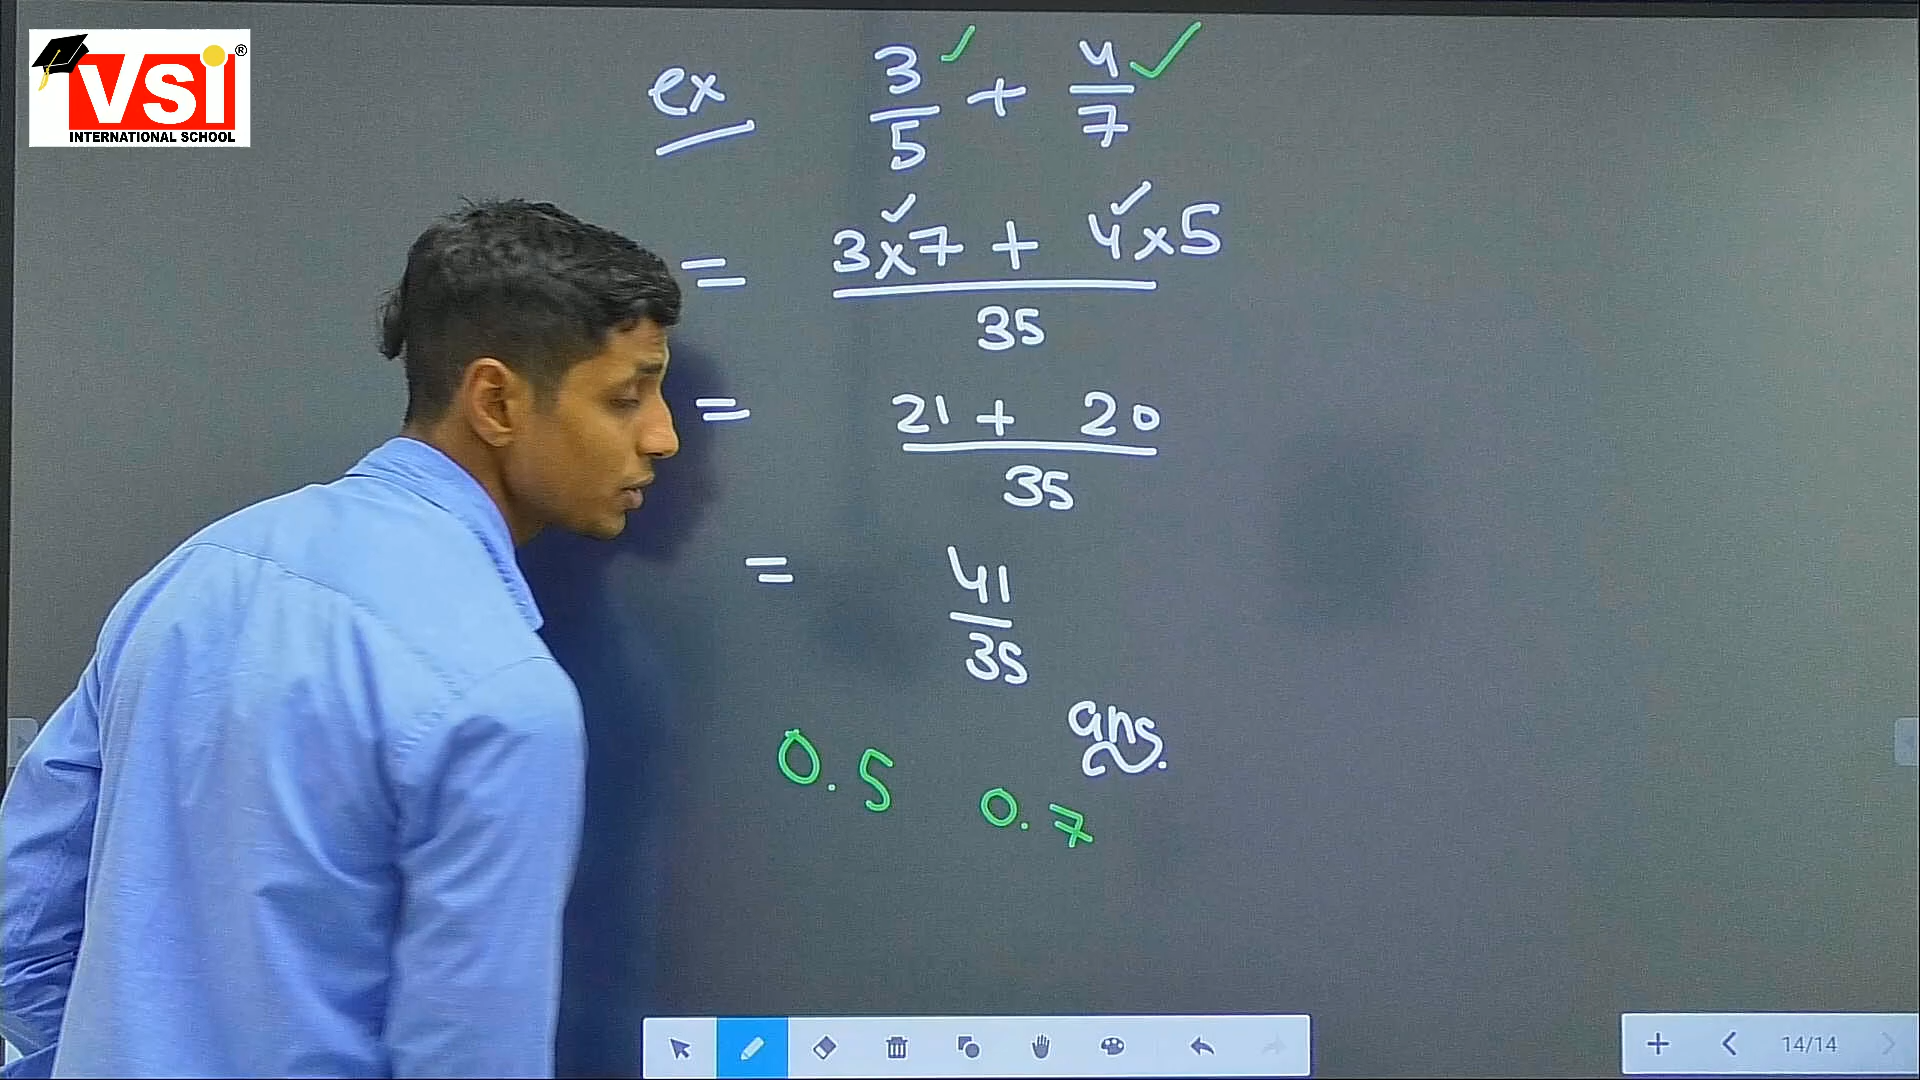 VSI®
INTERNATIONAL SCHOOL
ex 3/5 + 4/7
= 3x7 + 4x5 / 35
= 21 + 20 / 35
= 41/35
ans.
0.5 0.7
14/14